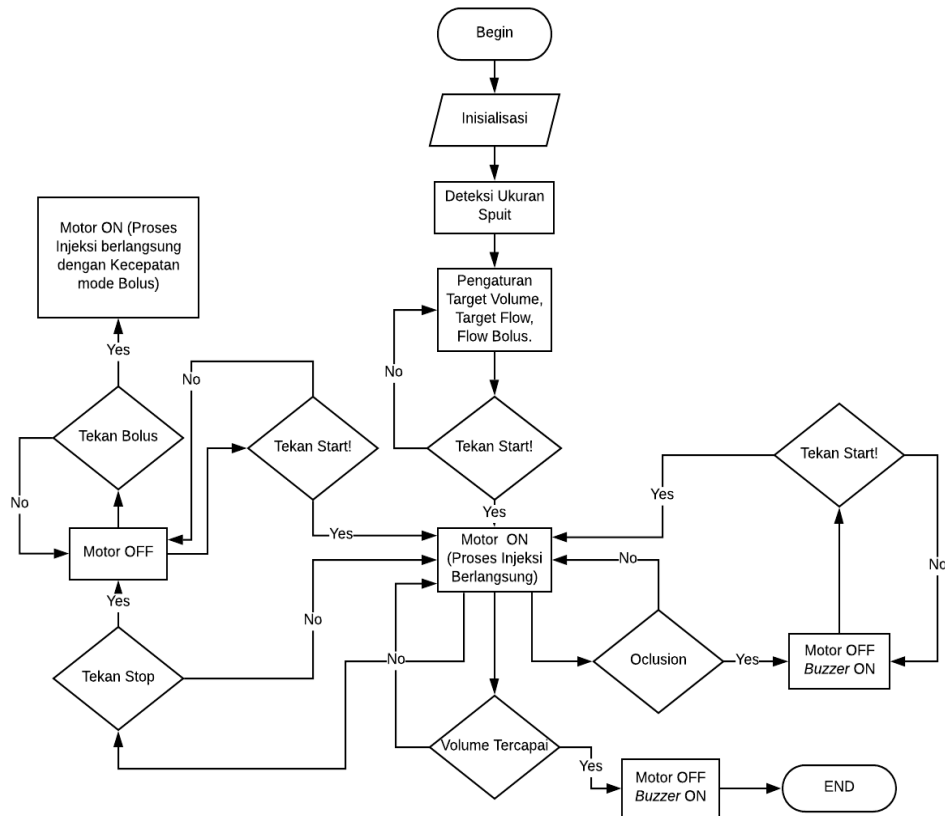 Begin
Inisialisasi
Deteksi Ukuran
Spuit
Pengaturan
Target Volume,
Target Flow,
Flow Bolus.
No
Tekan Start!
Yes
Motor ON (Proses
Injeksi berlangsung
dengan Kecepatan
mode Bolus)
Yes
Tekan Bolus
No
No
Tekan Start!
Yes
Motor OFF
Yes
Tekan Stop
No
Motor ON
(Proses Injeksi
Berlangsung)
No
Volume Tercapai
Yes
Motor OFF
Buzzer ON
END
No
Oclusion
Yes
Motor OFF
Buzzer ON
Tekan Start!
Yes
No